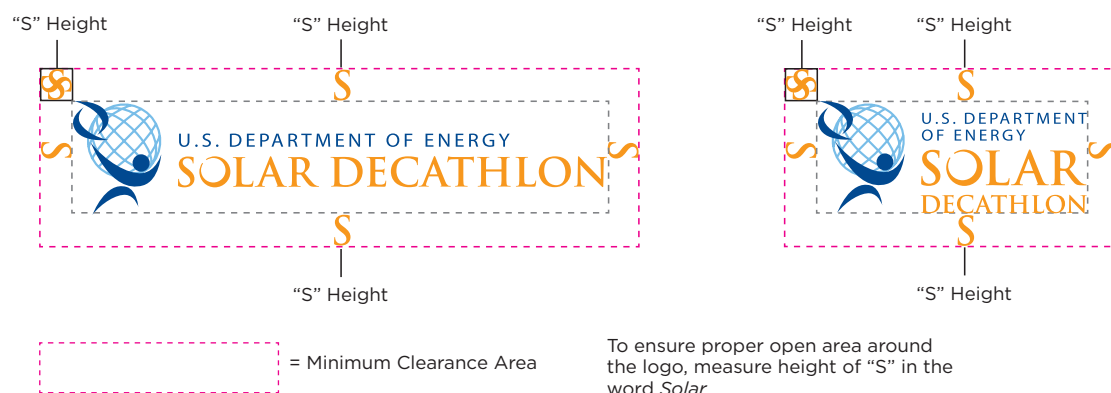 “S” Height
“S” Height
S
S
S
S
S
U.S. DEPARTMENT OF ENERGY
SOLAR DECATHLON
“S” Height
“S” Height
“S” Height
S
S
S
S
S
U.S. DEPARTMENT
OF ENERGY
SOLAR
DECATHLON
“S” Height
= Minimum Clearance Area
To ensure proper open area around
the logo, measure height of “S” in the
word Solar